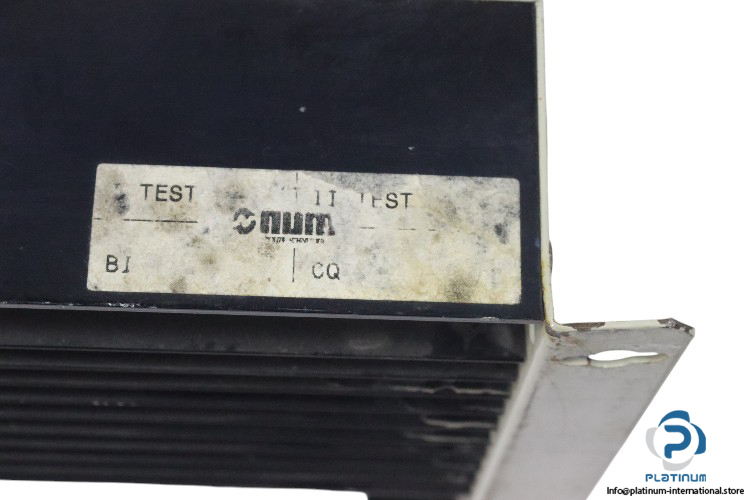 I TEST II TEST
num
BI CQ
PLATINUM
Info@platinum-international.store